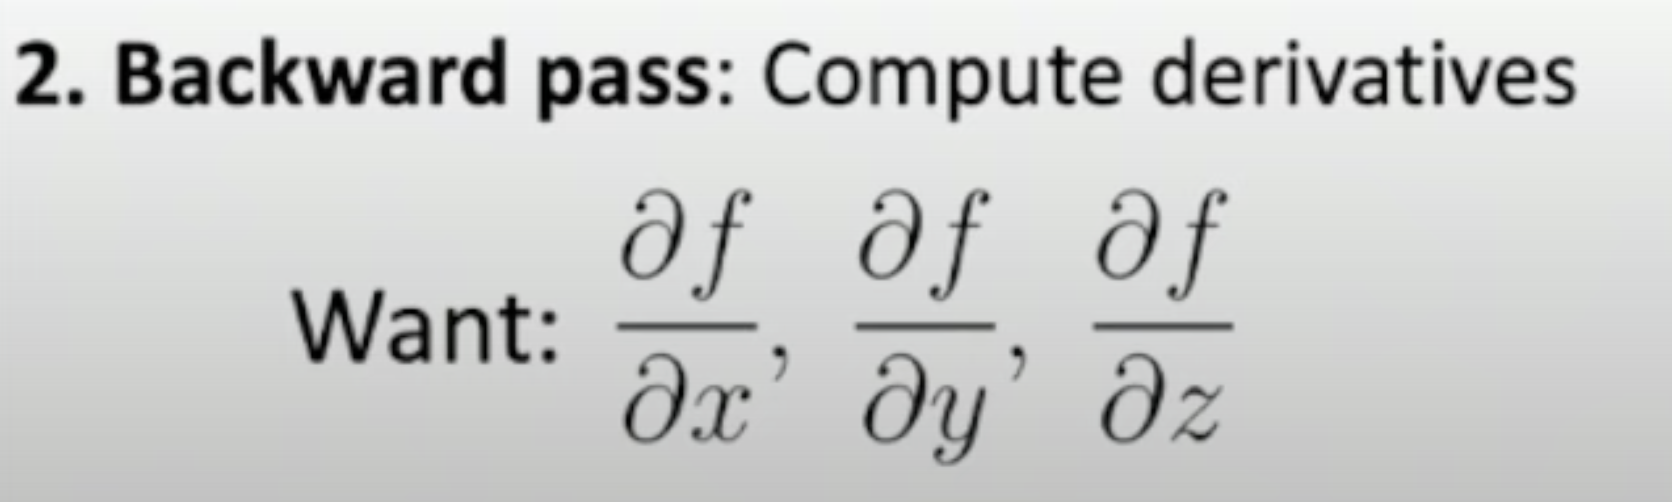 2. Backward pass: Compute derivatives
Want: ∂f/∂x, ∂f/∂y, ∂f/∂z